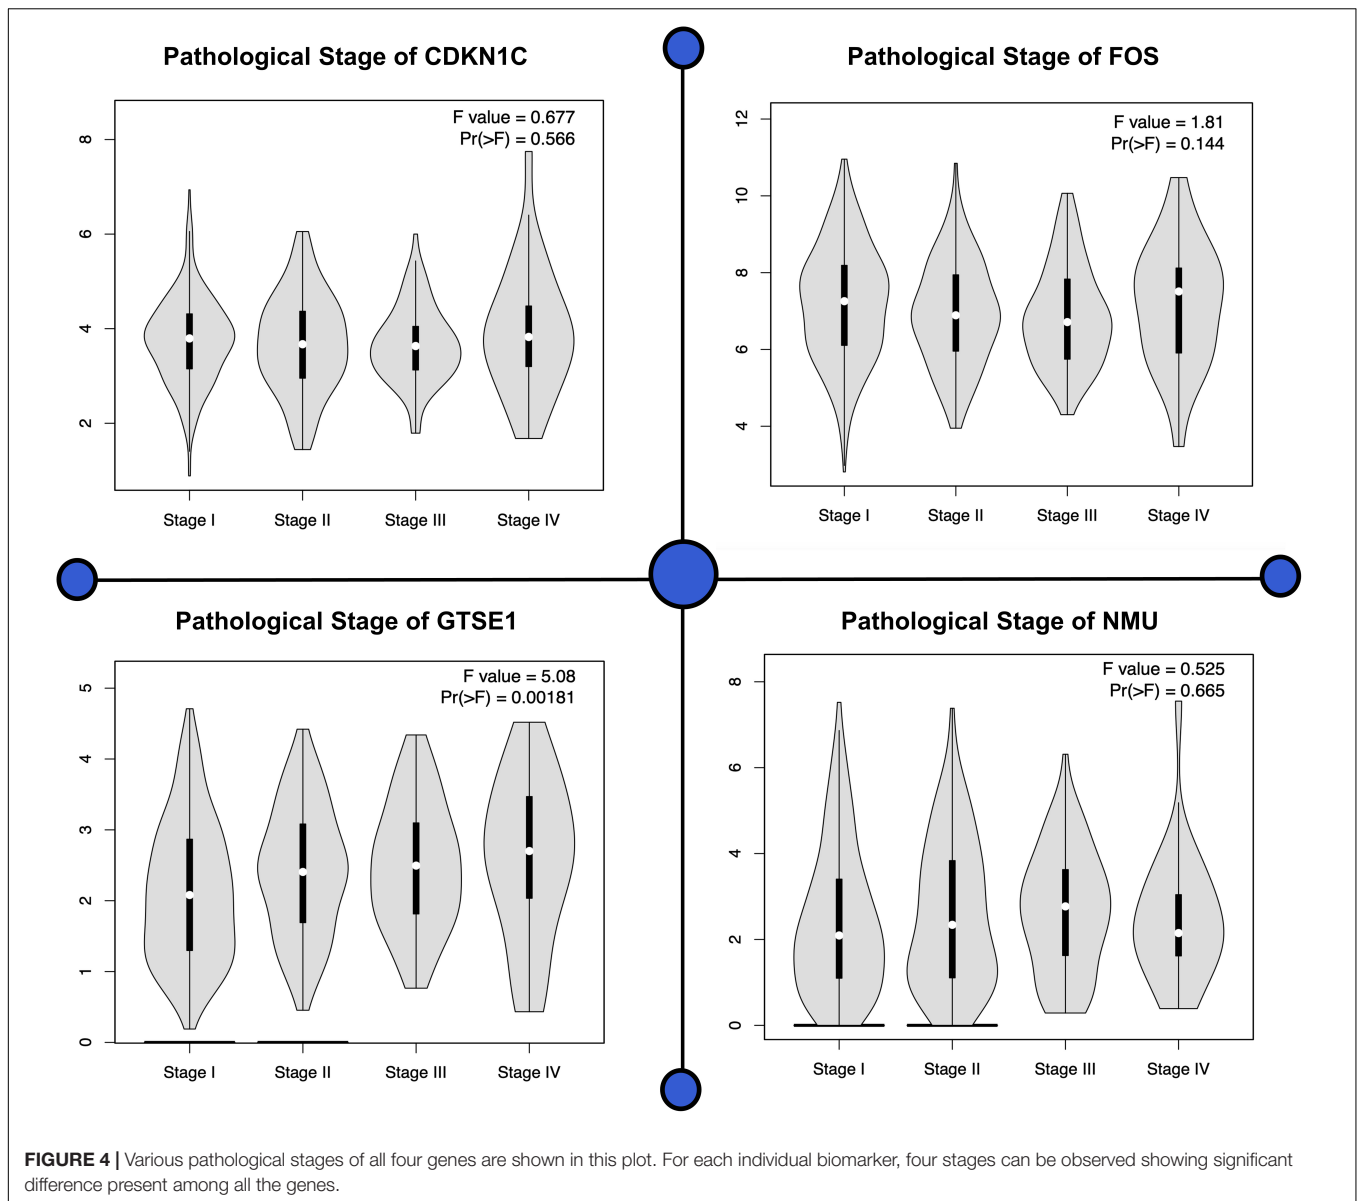 Pathological Stage of CDKN1C
F value = 0.677
Pr(>F) = 0.566
8
6
4
2
Stage I Stage II Stage III Stage IV
Pathological Stage of FOS
F value = 1.81
Pr(>F) = 0.144
12
10
8
6
4
Stage I Stage II Stage III Stage IV
Pathological Stage of GTSE1
F value = 5.08
Pr(>F) = 0.00181
5
4
3
2
1
0
Stage I Stage II Stage III Stage IV
Pathological Stage of NMU
F value = 0.525
Pr(>F) = 0.665
8
6
4
2
0
Stage I Stage II Stage III Stage IV
FIGURE 4 | Various pathological stages of all four genes are shown in this plot. For each individual biomarker, four stages can be observed showing significant
difference present among all the genes.